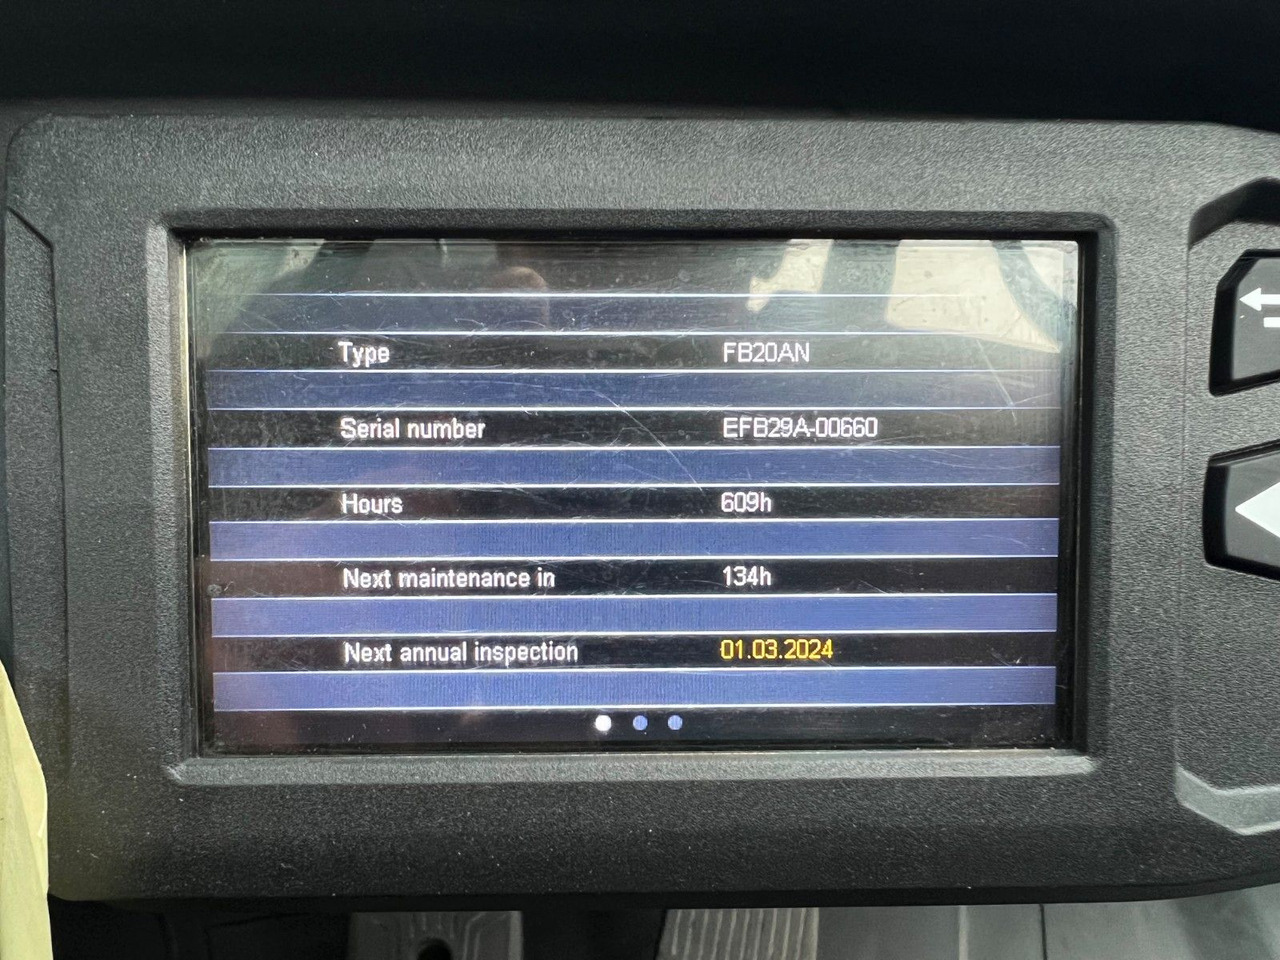 Type FB20AN
Serial number EFB29A-00660
Hours 609h
Next maintenance in 134h
Next annual inspection 01.03.2024